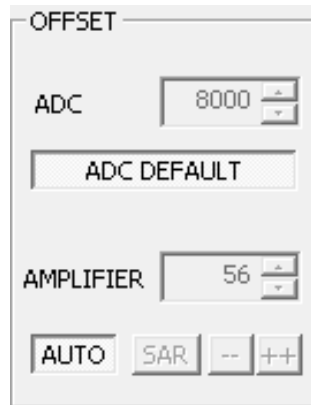 OFFSET
ADC 8000
ADC DEFAULT
AMPLIFIER 56
AUTO SAR -- ++